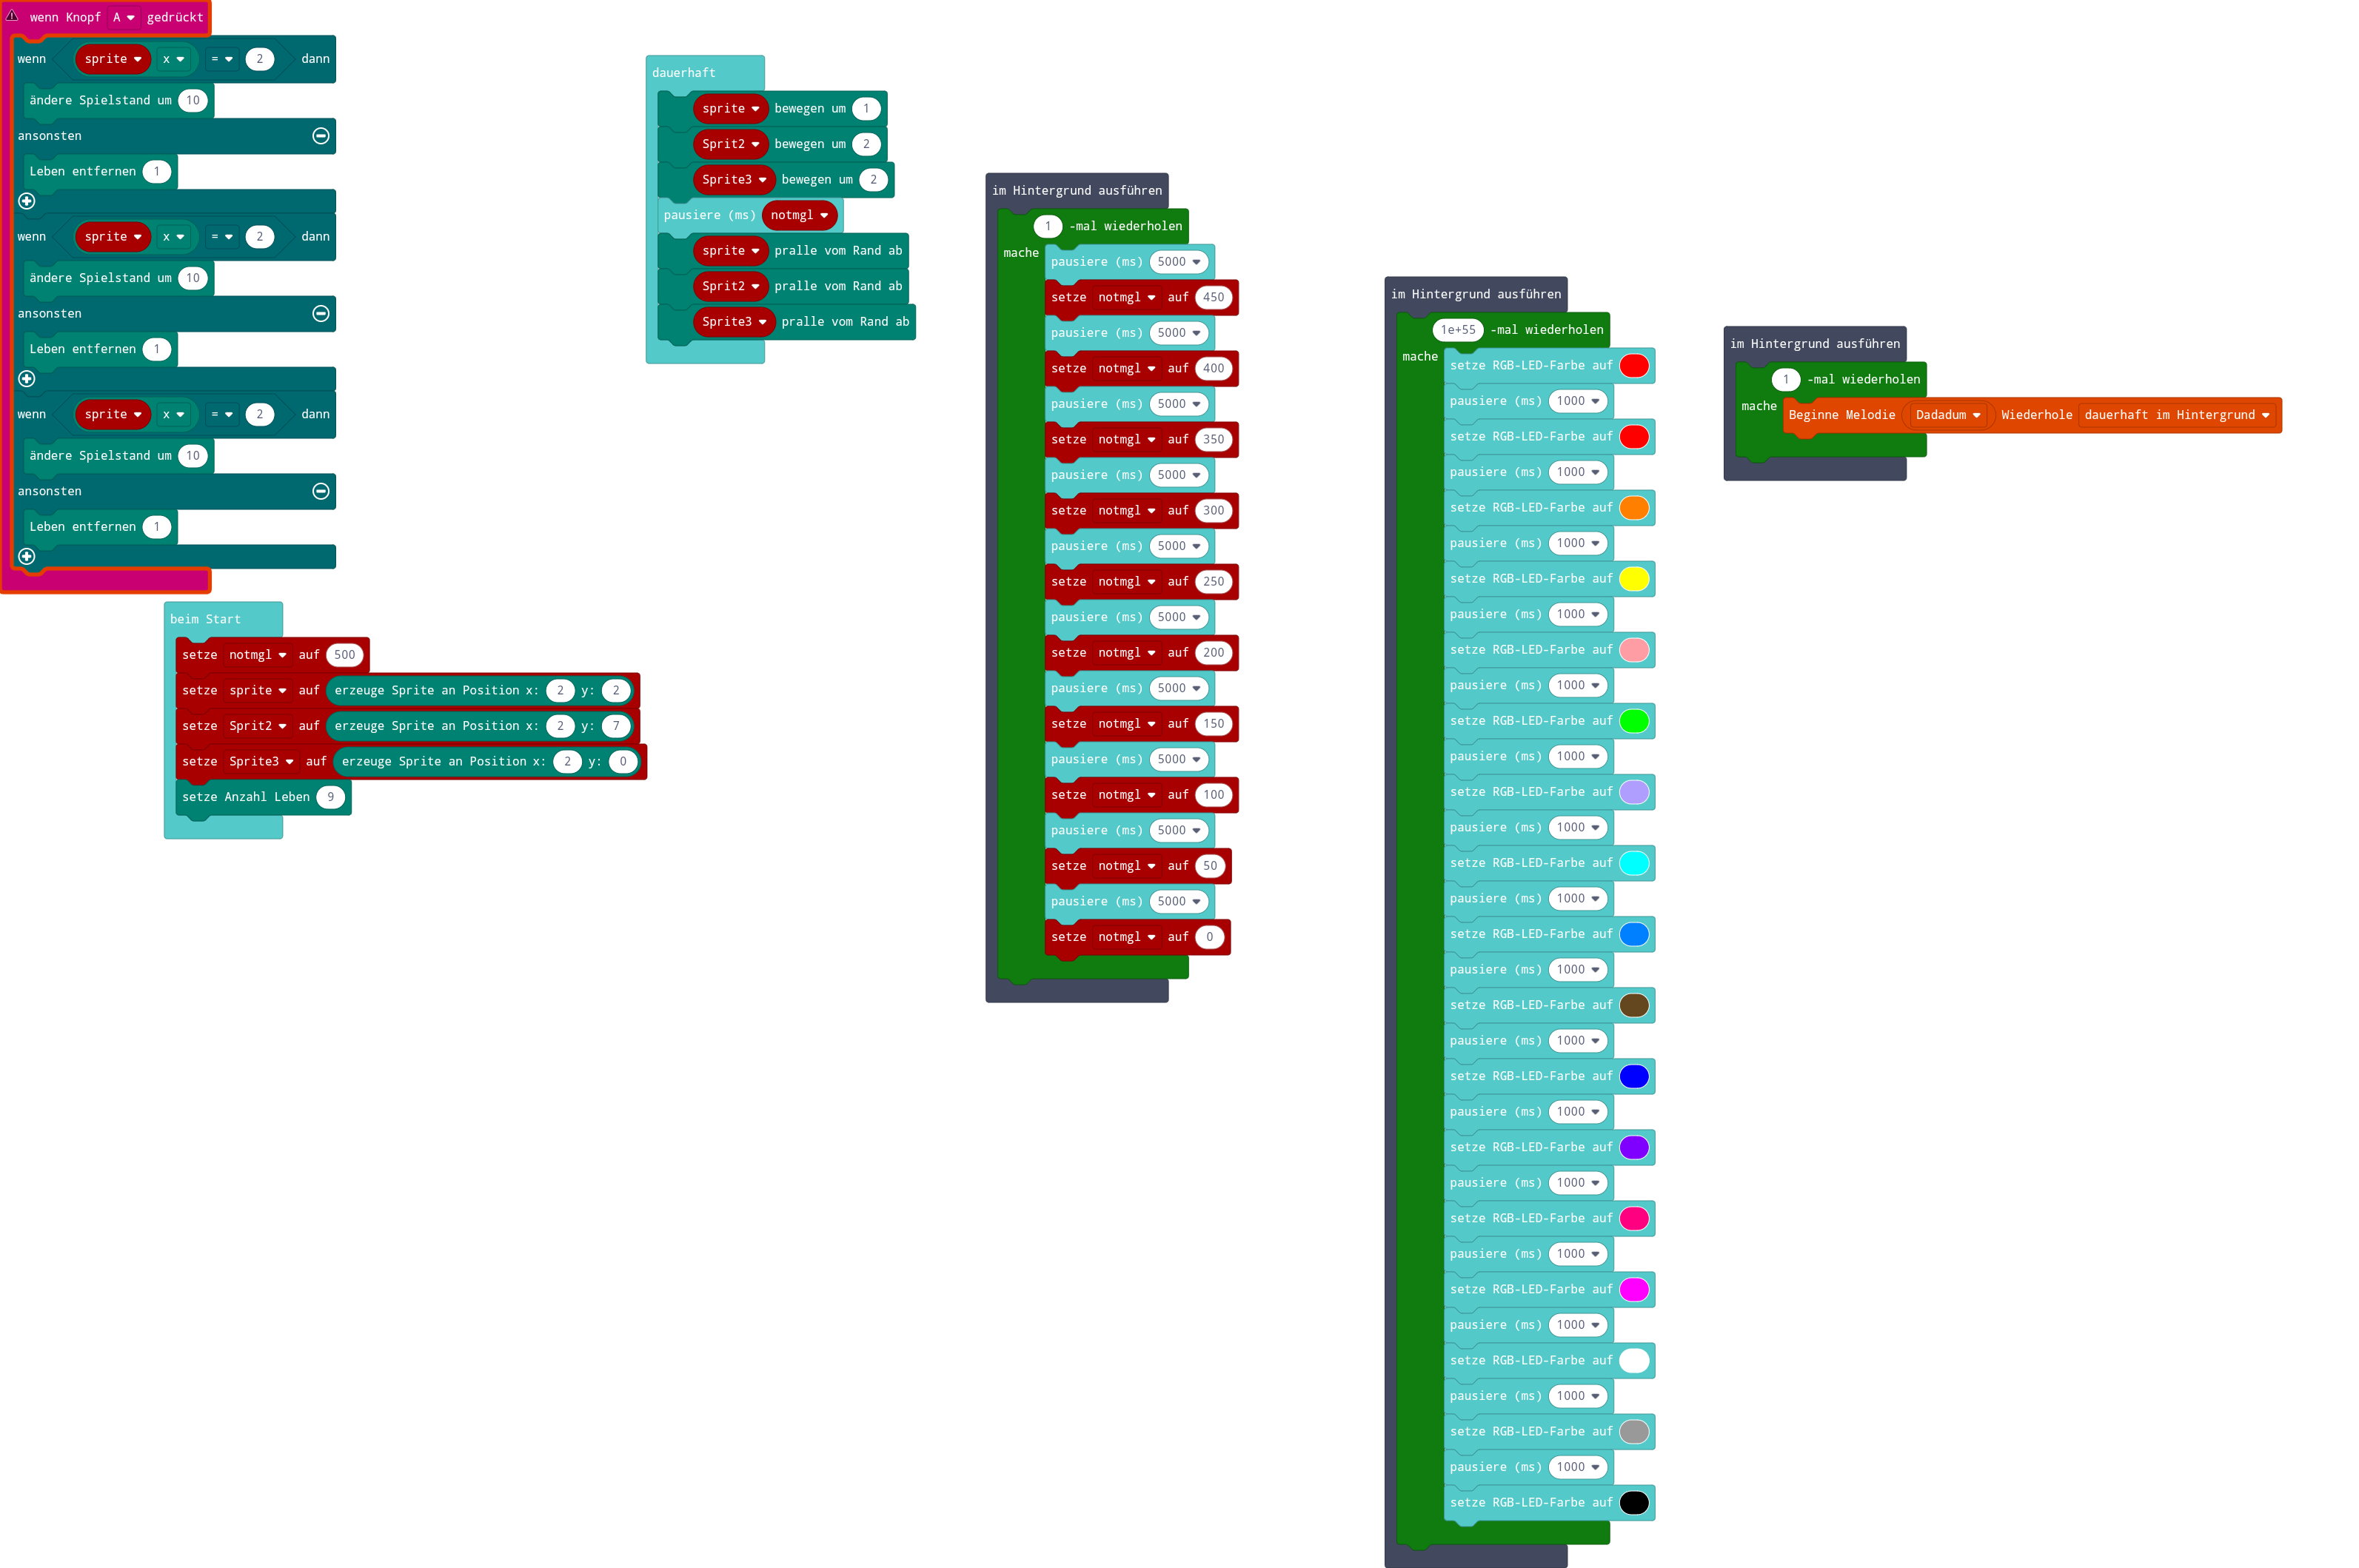 wenn Knopf A gedrückt
wenn sprite x = 2 dann
ändere Spielstand um 10
ansonsten
Leben entfernen 1
wenn sprite x = 2 dann
ändere Spielstand um 10
ansonsten
Leben entfernen 1
wenn sprite x = 2 dann
ändere Spielstand um 10
ansonsten
Leben entfernen 1
beim Start
setze notmgl auf 500
setze sprite auf erzeuge Sprite an Position x: 2 y: 2
setze Sprit2 auf erzeuge Sprite an Position x: 2 y: 7
setze Sprite3 auf erzeuge Sprite an Position x: 2 y: 0
setze Anzahl Leben 9
dauerhaft
sprite bewegen um 1
Sprit2 bewegen um 2
Sprite3 bewegen um 2
pausiere (ms) notmgl
sprite pralle vom Rand ab
Sprit2 pralle vom Rand ab
Sprite3 pralle vom Rand ab
im Hintergrund ausführen
1 -mal wiederholen
mache
pausiere (ms) 5000
setze notmgl auf 450
pausiere (ms) 5000
setze notmgl auf 400
pausiere (ms) 5000
setze notmgl auf 350
pausiere (ms) 5000
setze notmgl auf 300
pausiere (ms) 5000
setze notmgl auf 250
pausiere (ms) 5000
setze notmgl auf 200
pausiere (ms) 5000
setze notmgl auf 150
pausiere (ms) 5000
setze notmgl auf 100
pausiere (ms) 5000
setze notmgl auf 50
pausiere (ms) 5000
setze notmgl auf 0
im Hintergrund ausführen
1e+55 -mal wiederholen
mache
setze RGB-LED-Farbe auf
pausiere (ms) 1000
setze RGB-LED-Farbe auf
pausiere (ms) 1000
setze RGB-LED-Farbe auf
pausiere (ms) 1000
setze RGB-LED-Farbe auf
pausiere (ms) 1000
setze RGB-LED-Farbe auf
pausiere (ms) 1000
setze RGB-LED-Farbe auf
pausiere (ms) 1000
setze RGB-LED-Farbe auf
pausiere (ms) 1000
setze RGB-LED-Farbe auf
pausiere (ms) 1000
setze RGB-LED-Farbe auf
pausiere (ms) 1000
setze RGB-LED-Farbe auf
pausiere (ms) 1000
setze RGB-LED-Farbe auf
pausiere (ms) 1000
setze RGB-LED-Farbe auf
pausiere (ms) 1000
setze RGB-LED-Farbe auf
pausiere (ms) 1000
setze RGB-LED-Farbe auf
pausiere (ms) 1000
setze RGB-LED-Farbe auf
pausiere (ms) 1000
setze RGB-LED-Farbe auf
pausiere (ms) 1000
setze RGB-LED-Farbe auf
im Hintergrund ausführen
1 -mal wiederholen
mache
Beginne Melodie Dadadum Wiederhole dauerhaft im Hintergrund